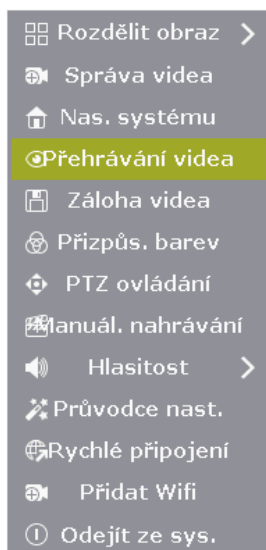 Rozdělit obraz
Správa videa
Nas. systému
Přehrávání videa
Záloha videa
Přizpůs. barev
PTZ ovládání
Manuál. nahrávání
Hlasitost
Průvodce nast.
Rychlé připojení
Přidat Wifi
Odejít ze sys.